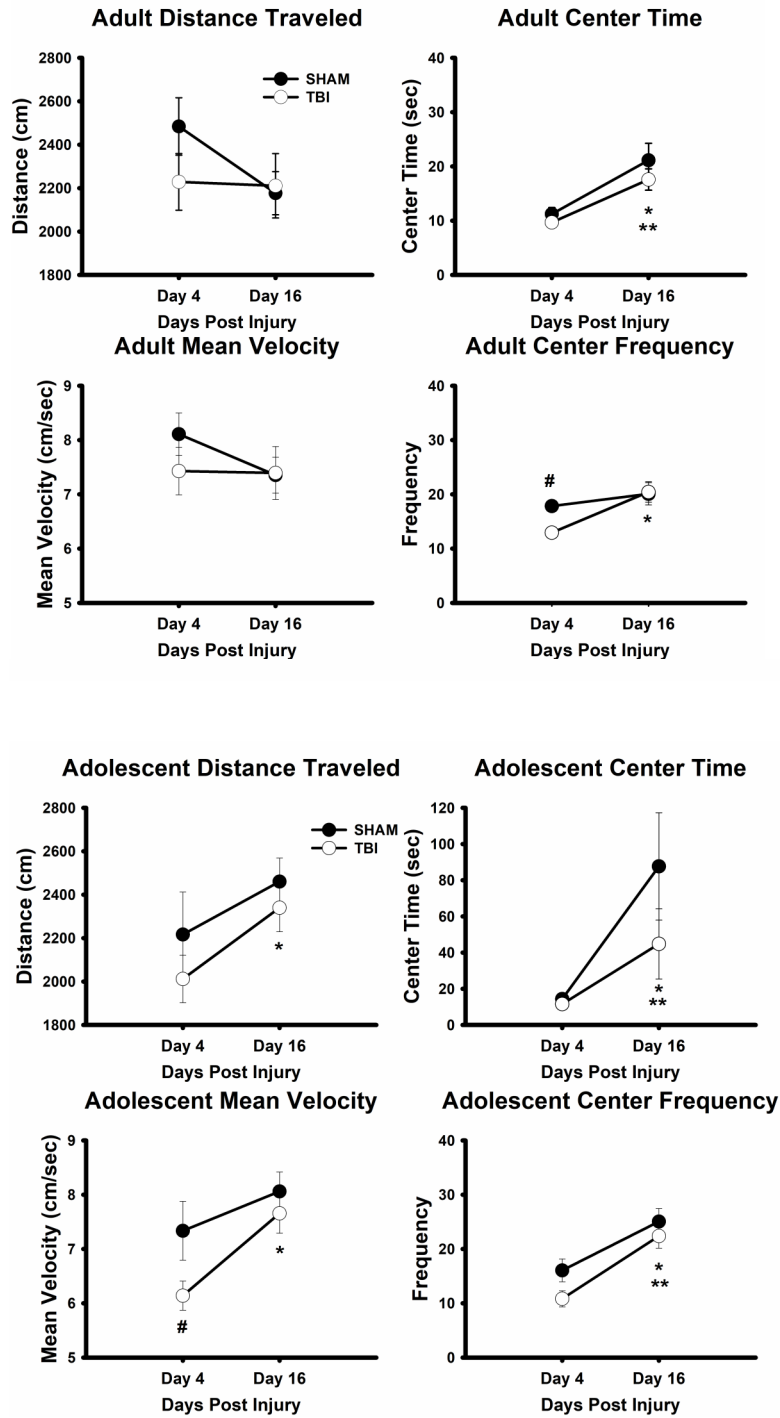 Adult Distance Traveled
Distance (cm)
2800
2600
2400
2200
2000
1800
SHAM
TBI
Day 4 Day 16
Days Post Injury
Adult Center Time
Center Time (sec)
40
30
20
10
0
*
**
Day 4 Day 16
Days Post Injury
Adult Mean Velocity
Mean Velocity (cm/sec)
9
8
7
6
5
Day 4 Day 16
Days Post Injury
Adult Center Frequency
Frequency
40
30
20
10
0
#
*
Day 4 Day 16
Days Post Injury
Adolescent Distance Traveled
Distance (cm)
2800
2600
2400
2200
2000
1800
SHAM
TBI
*
Day 4 Day 16
Days Post Injury
Adolescent Center Time
Center Time (sec)
120
100
80
60
40
20
0
*
**
Day 4 Day 16
Days Post Injury
Adolescent Mean Velocity
Mean Velocity (cm/sec)
9
8
7
6
5
*
#
Day 4 Day 16
Days Post Injury
Adolescent Center Frequency
Frequency
40
30
20
10
0
*
**
Day 4 Day 16
Days Post Injury